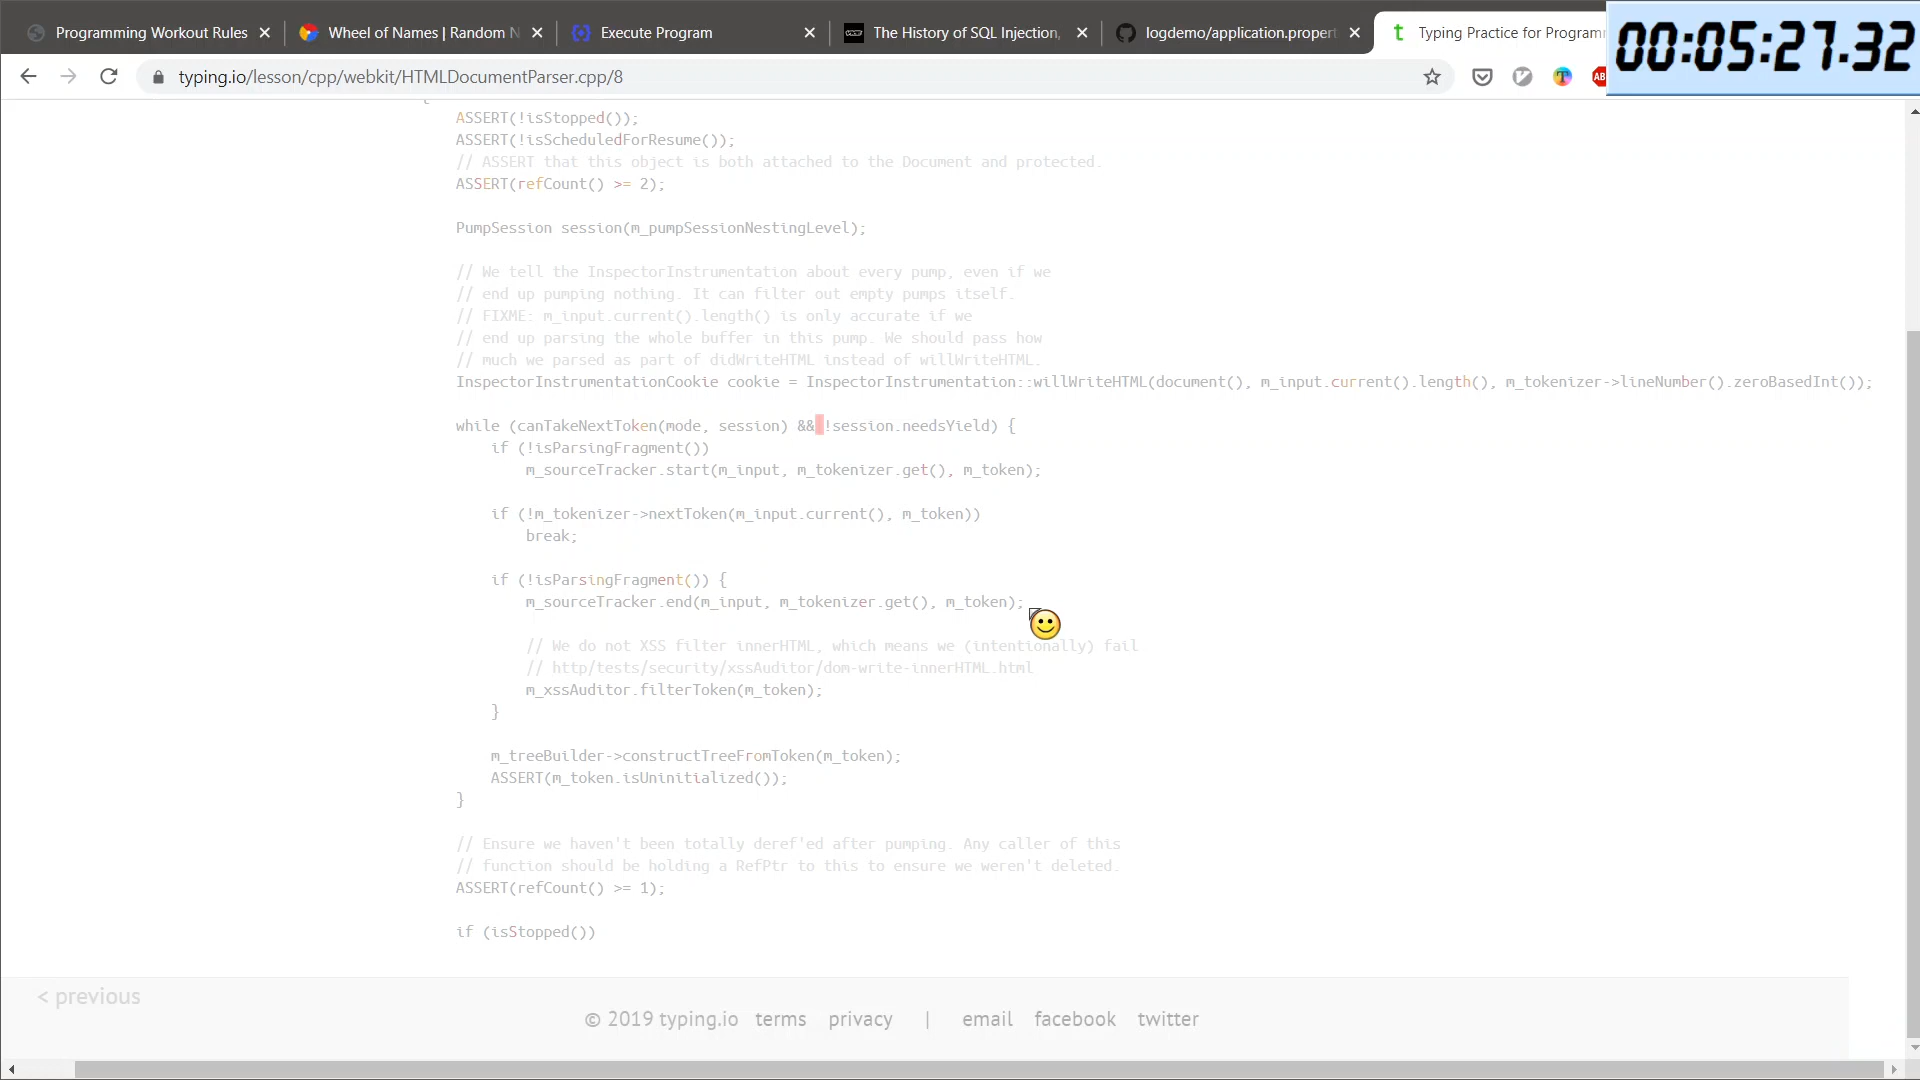 Programming Workout Rules
Wheel of Names | Random N
Execute Program
The History of SQL Injection,
logdemo/application.propert
Typing Practice for Programm
00:05:27.32
typing.io/lesson/cpp/webkit/HTMLDocumentParser.cpp/8
ASSERT(!isStopped());
ASSERT(!isScheduledForResume());
// ASSERT that this object is both attached to the Document and protected.
ASSERT(refCount() >= 2);
PumpSession session(m_pumpSessionNestingLevel);
// We tell the InspectorInstrumentation about every pump, even if we
// end up pumping nothing. It can filter out empty pumps itself.
// FIXME: m_input.current().length() is only accurate if we
// end up parsing the whole buffer in this pump. We should pass how
// much we parsed as part of didWriteHTML instead of willWriteHTML.
InspectorInstrumentationCookie cookie = InspectorInstrumentation::willWriteHTML(document(), m_input.current().length(), m_tokenizer->lineNumber().zeroBasedInt());
while (canTakeNextToken(mode, session) && !session.needsYield) {
if (!isParsingFragment())
m_sourceTracker.start(m_input, m_tokenizer.get(), m_token);
if (!m_tokenizer->nextToken(m_input.current(), m_token))
break;
if (!isParsingFragment()) {
m_sourceTracker.end(m_input, m_tokenizer.get(), m_token);
// We do not XSS filter innerHTML, which means we (intentionally) fail
// http/tests/security/xssAuditor/dom-write-innerHTML.html
m_xssAuditor.filterToken(m_token);
}
m_treeBuilder->constructTreeFromToken(m_token);
ASSERT(m_token.isUninitialized());
}
// Ensure we haven't been totally deref'ed after pumping. Any caller of this
// function should be holding a RefPtr to this to ensure we weren't deleted.
ASSERT(refCount() >= 1);
if (isStopped())
< previous
© 2019 typing.io terms privacy | email facebook twitter